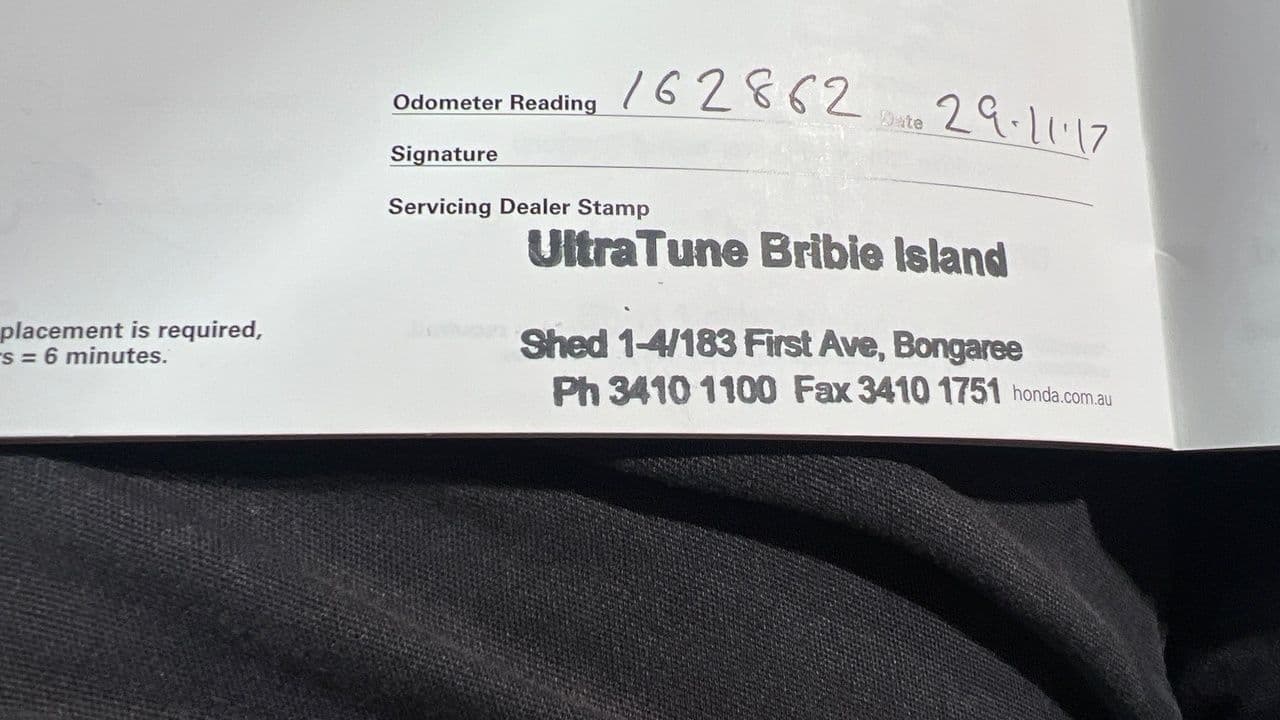 Odometer Reading 162862 Date 29.11.17
Signature
Servicing Dealer Stamp
UltraTune Bribie Island
placement is required,
s = 6 minutes.
Shed 1-4/183 First Ave, Bongaree
Ph 3410 1100 Fax 3410 1751 honda.com.au